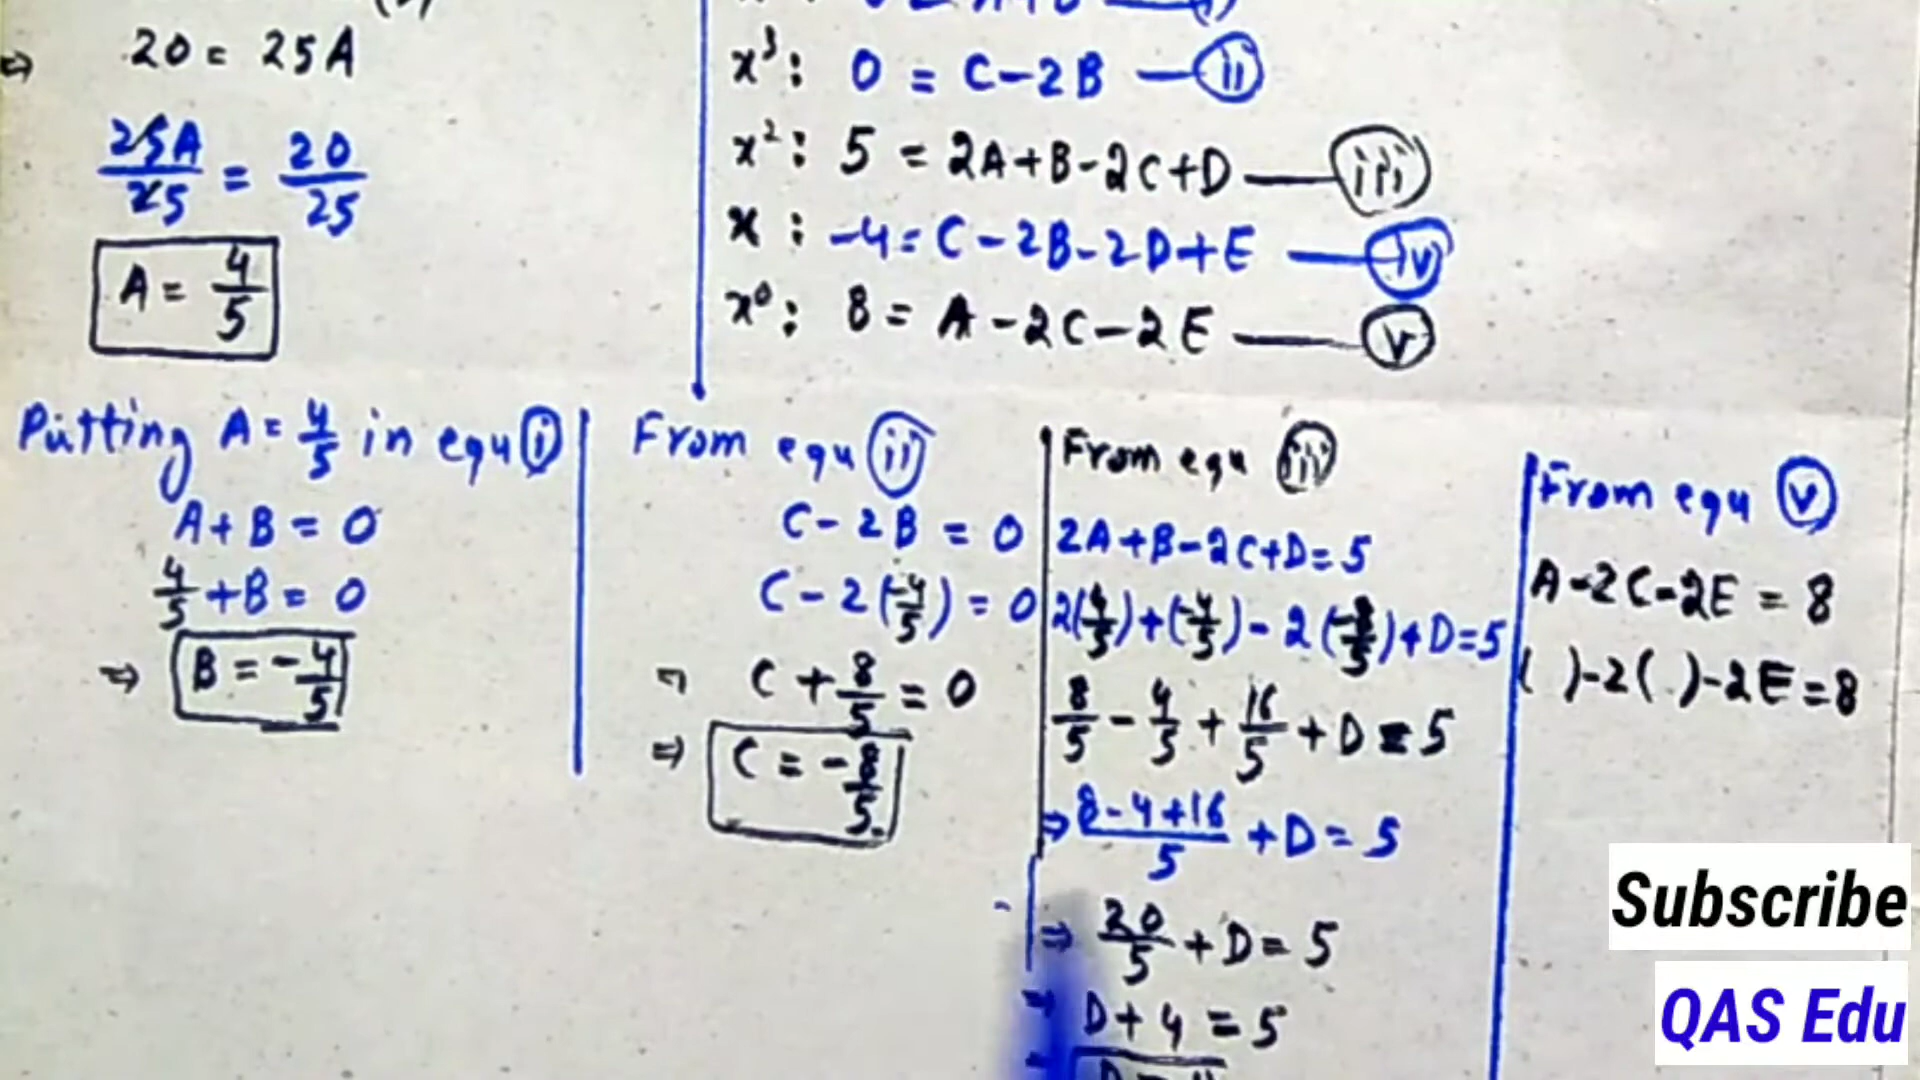 ⇒ 20 = 25A
25A/25 = 20/25
A = 4/5
x³: 0 = C-2B — (ii)
x²: 5 = 2A+B-2C+D — (iii)
x: -4 = C-2B-2D+E — (iv)
x⁰: 8 = A-2C-2E — (v)
Putting A = 4/5 in equ (i)
A+B = 0
4/5 + B = 0
⇒ B = -4/5
From equ (ii)
C-2B = 0
C-2(-4/5) = 0
⇒ C + 8/5 = 0
⇒ C = -8/5
From equ (iii)
2A+B-2C+D=5
2(4/5)+(-4/5)-2(-8/5)+D=5
8/5 - 4/5 + 16/5 + D = 5
⇒ 8-4+16/5 + D = 5
⇒ 20/5 + D = 5
⇒ D+4 = 5
From equ (v)
A-2C-2E = 8
( )-2( )-2E=8
Subscribe
QAS Edu